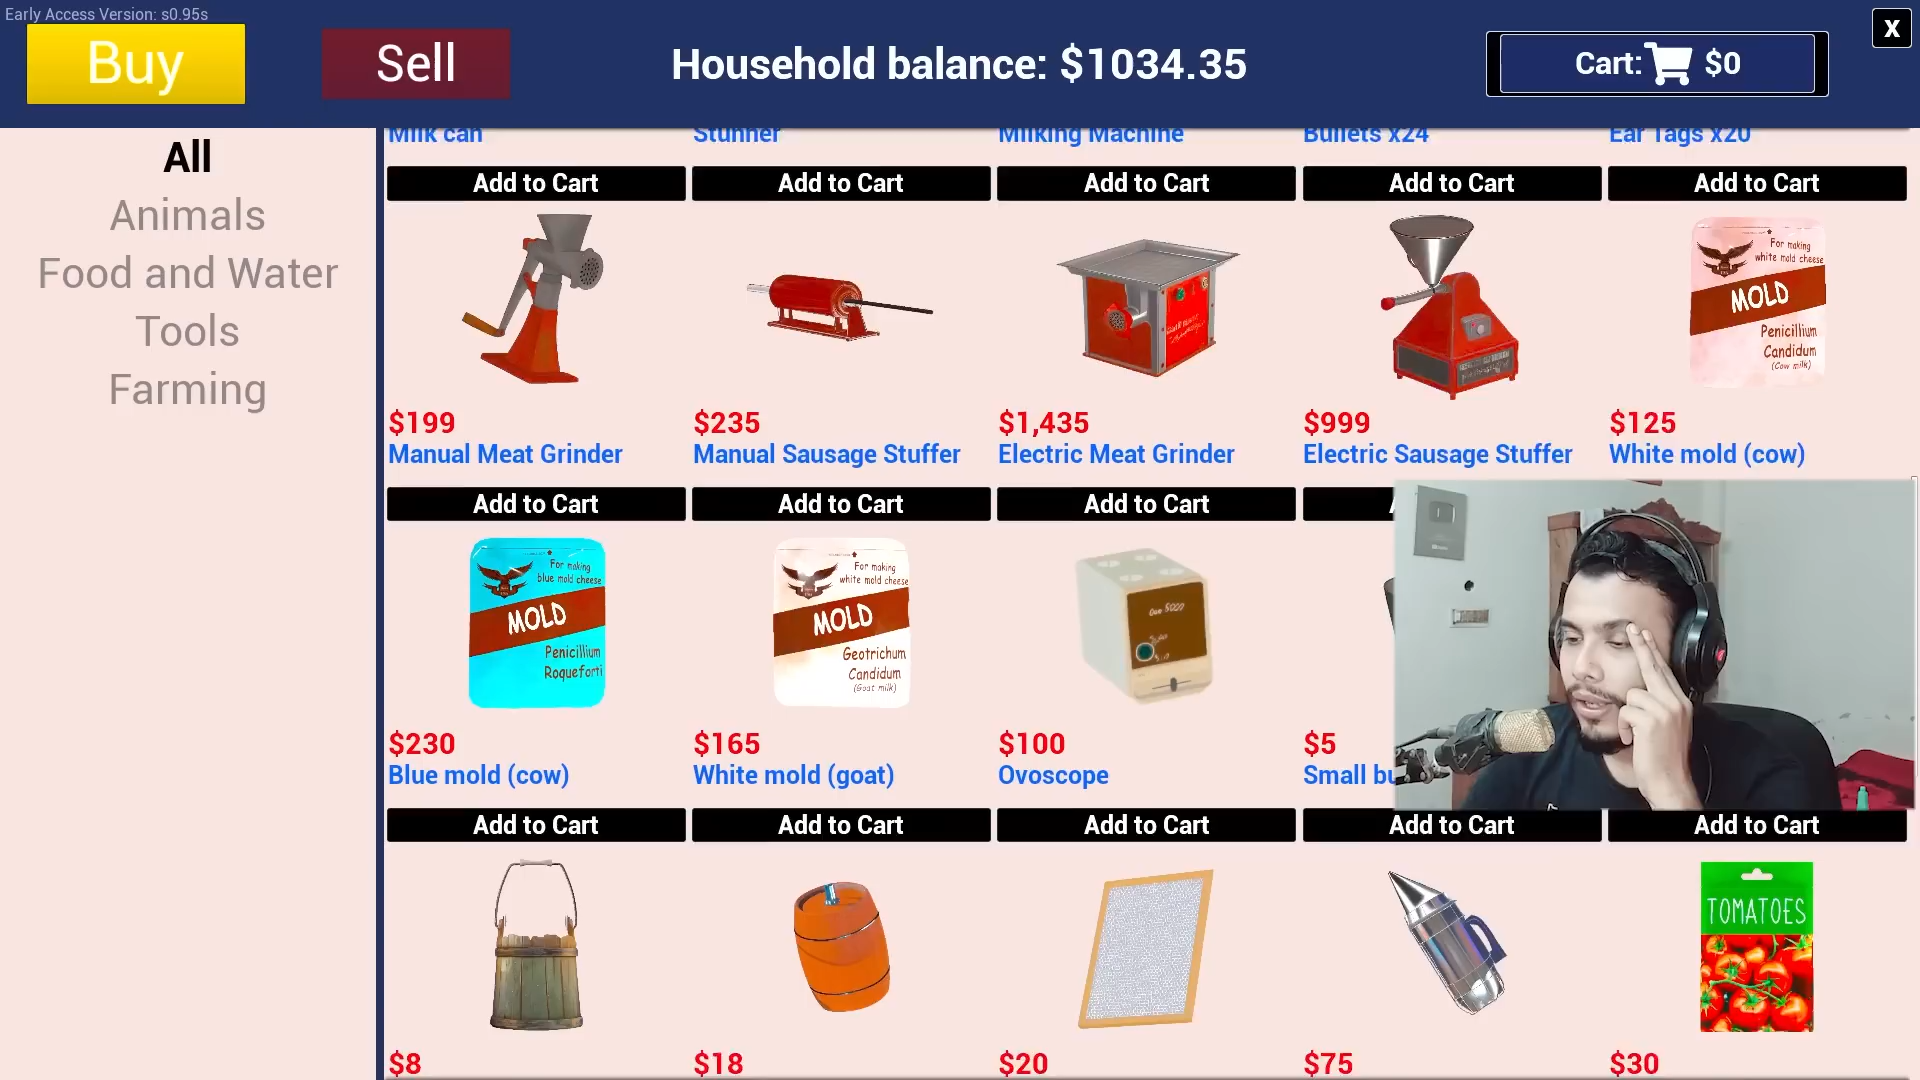 Early Access Version: s0.95s
Buy
Sell
Household balance: $1034.35
Cart: $0
X
All
Animals
Food and Water
Tools
Farming
Milk can
Stunner
Milking Machine
Bullets x24
Ear Tags x20
Add to Cart
Add to Cart
Add to Cart
Add to Cart
Add to Cart
For making
white mold cheese
MOLD
Penicillium
Candidum
(Cow milk)
$199
$235
$1,435
$999
$125
Manual Meat Grinder
Manual Sausage Stuffer
Electric Meat Grinder
Electric Sausage Stuffer
White mold (cow)
Add to Cart
Add to Cart
Add to Cart
For making
blue mold cheese
MOLD
Penicillium
Roqueforti
For making
white mold cheese
MOLD
Geotrichum
Candidum
(Goat milk)
$230
$165
$100
$5
Blue mold (cow)
White mold (goat)
Ovoscope
Small bu
Add to Cart
Add to Cart
Add to Cart
Add to Cart
Add to Cart
TOMATOES
$8
$18
$20
$75
$30